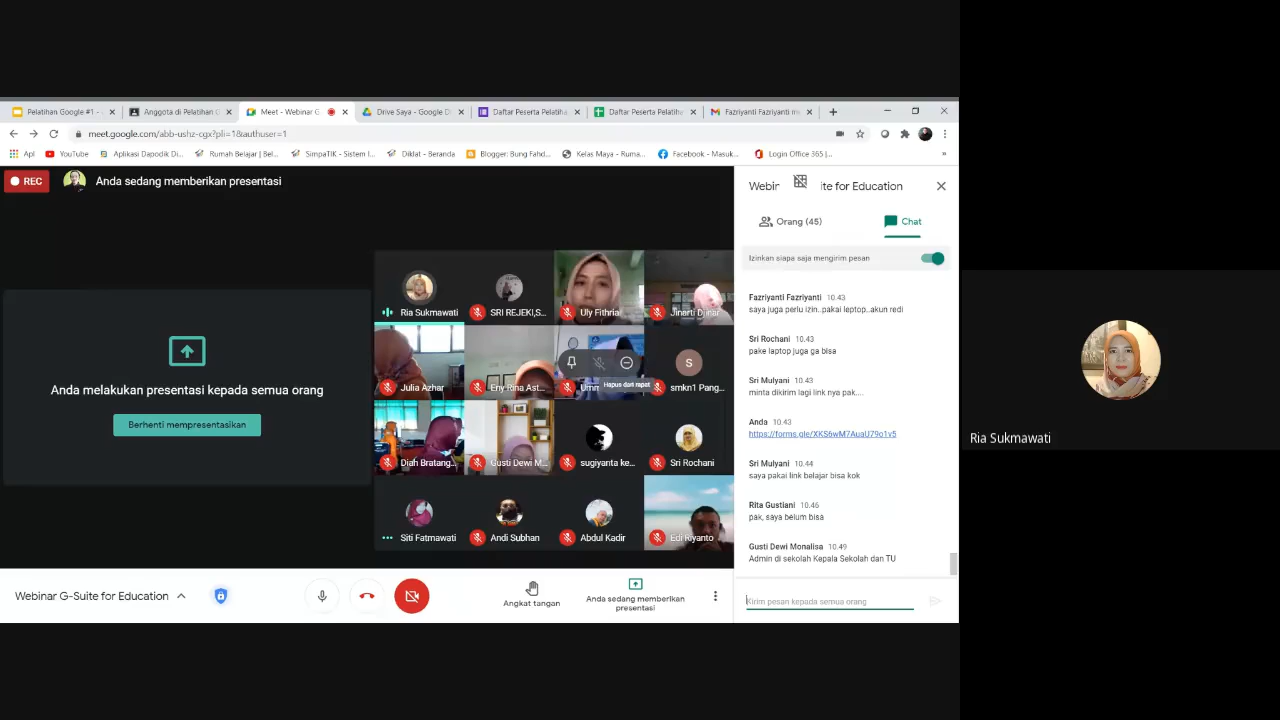 Pelatihan Google #1 -
Anggota di Pelatihan
Meet - Webinar G
Drive Saya - Google D
Daftar Peserta Pelatiha
Daftar Peserta Pelatiha
Fazriyanti Fazriyanti m
meet.google.com/abb-ushz-cgx?pli=1&authuser=1
Apl
YouTube
Aplikasi Dapodik Di...
Rumah Belajar | Bel...
SimpaTIK - Sistem I...
Diklat - Beranda
Blogger: Bung Fahd...
Kelas Maya - Ruma...
Facebook - Masuk...
Login Office 365 |...
»
REC
Anda sedang memberikan presentasi
Anda melakukan presentasi kepada semua orang
Berhenti mempresentasikan
Ria Sukmawati
SRI REJEKI,S...
Uly Fithria
Jinarti Djinar
Julia Azhar
Eny Rina Ast...
Umm
Hapus dari rapat
S
smkn1 Pang...
Diah Bratang...
Gusti Dewi M...
sugiyanta ke...
Sri Rochani
Siti Fatmawati
Andi Subhan
Abdul Kadir
Edi Riyanto
Webin
ite for Education
Orang (45)
Chat
Izinkan siapa saja mengirim pesan
Fazriyanti Fazriyanti 10.43
saya juga perlu izin..pakai leptop..akun redi
Sri Rochani 10.43
pake laptop juga ga bisa
Sri Mulyani 10.43
minta dikirim lagi link nya pak....
Anda 10.43
https://forms.gle/XKS6wM7AuaU79o1v5
Sri Mulyani 10.44
saya pakai link belajar bisa kok
Rita Gustiani 10.46
pak, saya belum bisa
Gusti Dewi Monalisa 10.49
Admin di sekolah Kepala Sekolah dan TU
Kirim pesan kepada semua orang
Webinar G-Suite for Education
Angkat tangan
Anda sedang memberikan
presentasi
Ria Sukmawati